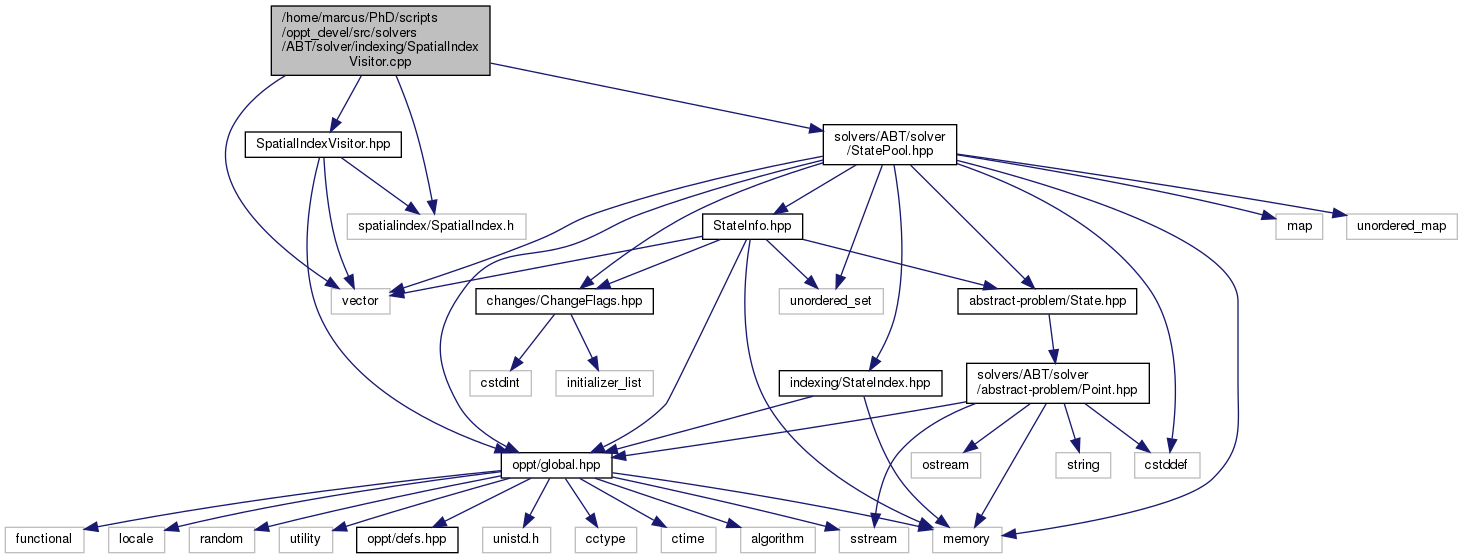 /home/marcus/PhD/scripts
/oppt_devel/src/solvers
/ABT/solver/indexing/SpatialIndex
Visitor.cpp
SpatialIndexVisitor.hpp
solvers/ABT/solver
/StatePool.hpp
spatialindex/SpatialIndex.h
StateInfo.hpp
map
unordered_map
vector
changes/ChangeFlags.hpp
unordered_set
abstract-problem/State.hpp
cstdint
initializer_list
indexing/StateIndex.hpp
solvers/ABT/solver
/abstract-problem/Point.hpp
oppt/global.hpp
ostream
string
cstddef
functional
locale
random
utility
oppt/defs.hpp
unistd.h
cctype
ctime
algorithm
sstream
memory